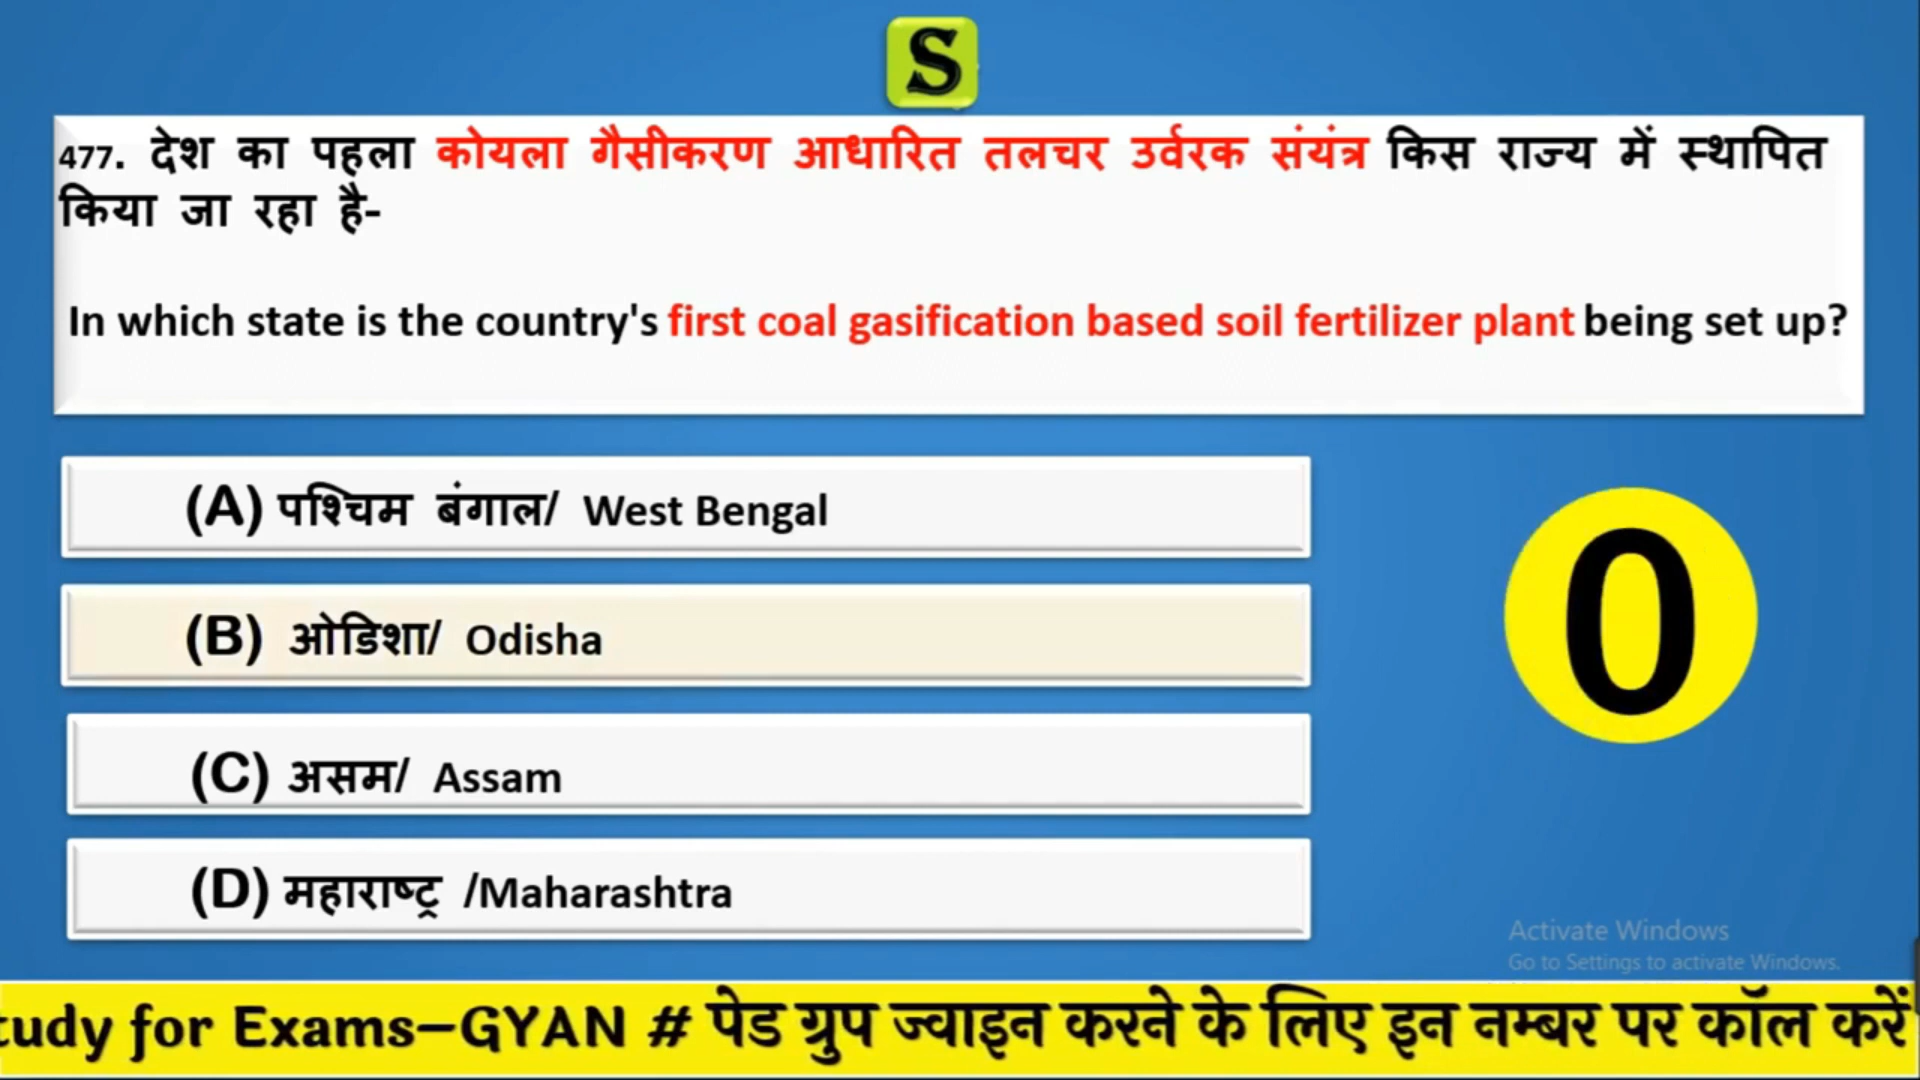 S
477. देश का पहला कोयला गैसीकरण आधारित तलचर उर्वरक संयंत्र किस राज्य में स्थापित
किया जा रहा है-
In which state is the country's first coal gasification based soil fertilizer plant being set up?
(A) पश्चिम बंगाल/ West Bengal
(B) ओडिशा/ Odisha
0
(C) असम/ Assam
(D) महाराष्ट्र /Maharashtra
Activate Windows
Go to Settings to activate Windows.
tudy for Exams—GYAN # पेड ग्रुप ज्वाइन करने के लिए इन नम्बर पर कॉल करें